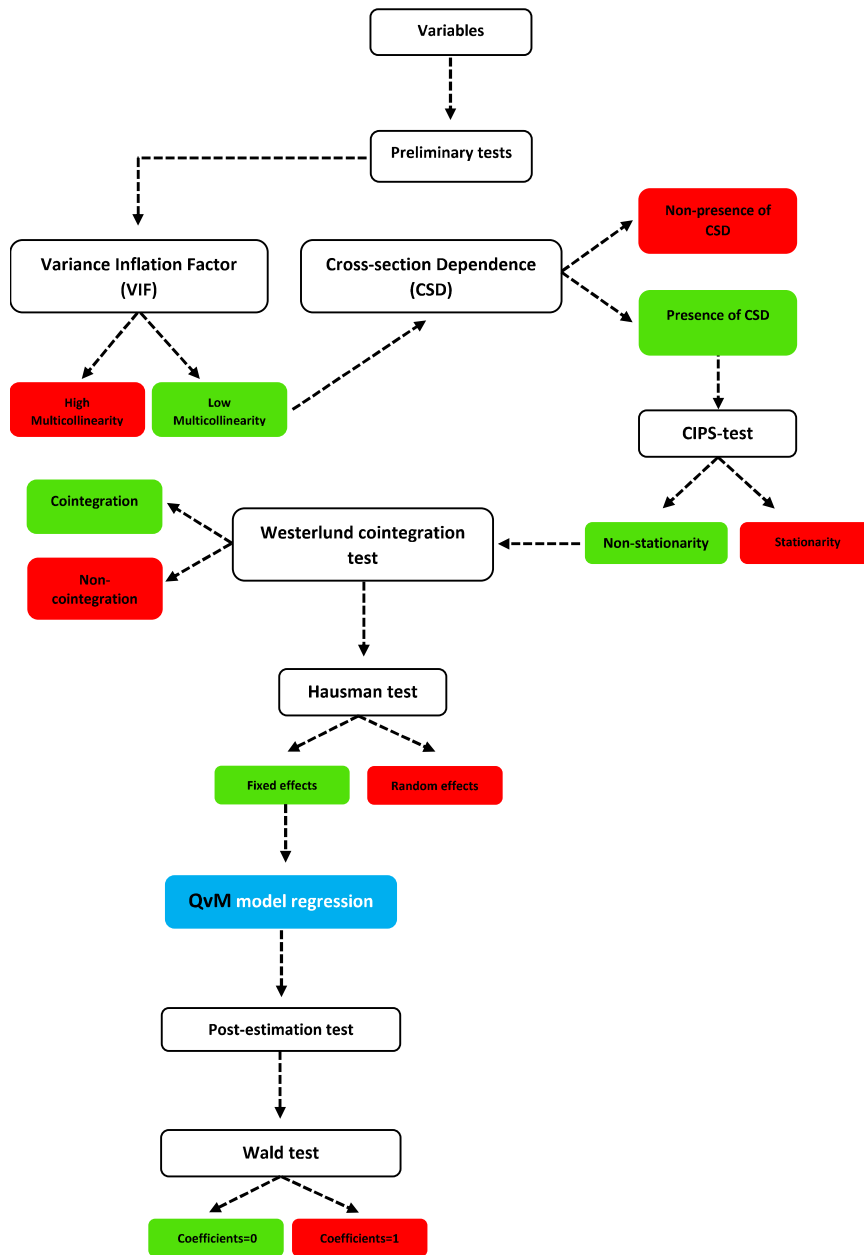 Variables
Preliminary tests
Non-presence of
CSD
Variance Inflation Factor
(VIF)
Cross-section Dependence
(CSD)
Presence of CSD
High
Multicollinearity
Low
Multicollinearity
CIPS-test
Cointegration
Westerlund cointegration
test
Non-stationarity
Stationarity
Non-
cointegration
Hausman test
Fixed effects
Random effects
QvM model regression
Post-estimation test
Wald test
Coefficients=0
Coefficients=1